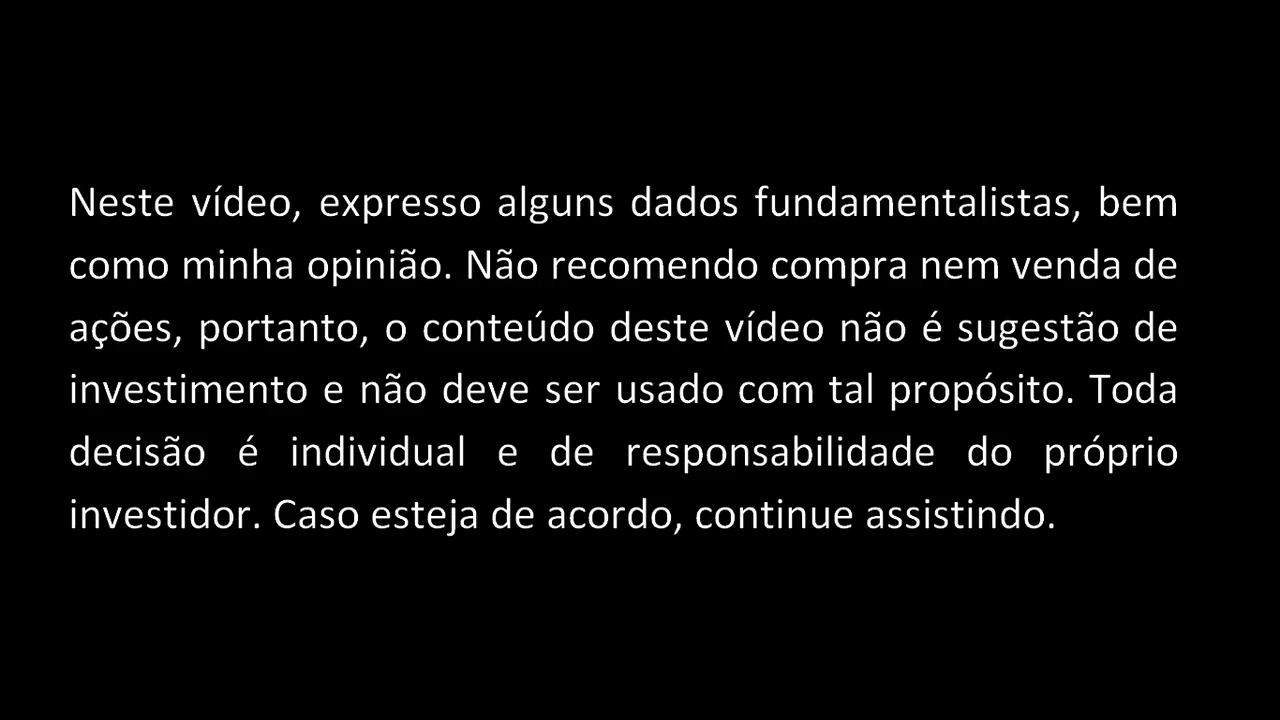 Neste vídeo, expresso alguns dados fundamentalistas, bem
como minha opinião. Não recomendo compra nem venda de
ações, portanto, o conteúdo deste vídeo não é sugestão de
investimento e não deve ser usado com tal propósito. Toda
decisão é individual e de responsabilidade do próprio
investidor. Caso esteja de acordo, continue assistindo.